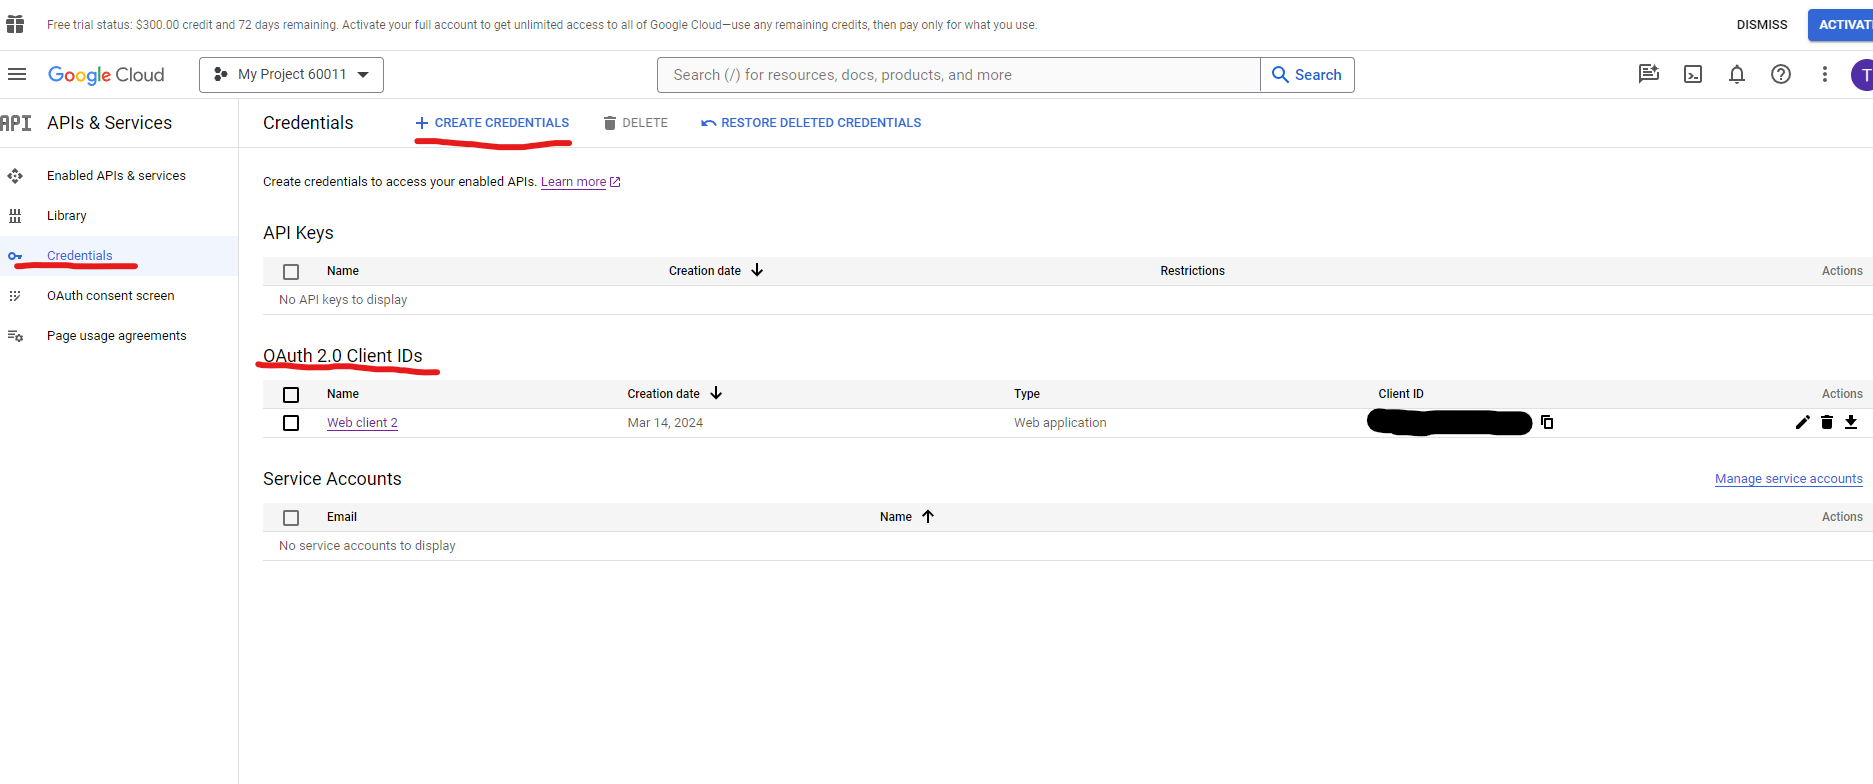 Free trial status: $300.00 credit and 72 days remaining. Activate your full account to get unlimited access to all of Google Cloud—use any remaining credits, then pay only for what you use.
DISMISS
ACTIVAT
Google Cloud
My Project 60011
Search (/) for resources, docs, products, and more
Search
T
API
APIs & Services
Credentials
CREATE CREDENTIALS
DELETE
RESTORE DELETED CREDENTIALS
Enabled APIs & services
Library
Credentials
OAuth consent screen
Page usage agreements
Create credentials to access your enabled APIs. Learn more
API Keys
Name Creation date Restrictions Actions
No API keys to display
OAuth 2.0 Client IDs
Name Creation date Type Client ID Actions
Web client 2 Mar 14, 2024 Web application
Service Accounts
Manage service accounts
Email Name Actions
No service accounts to display